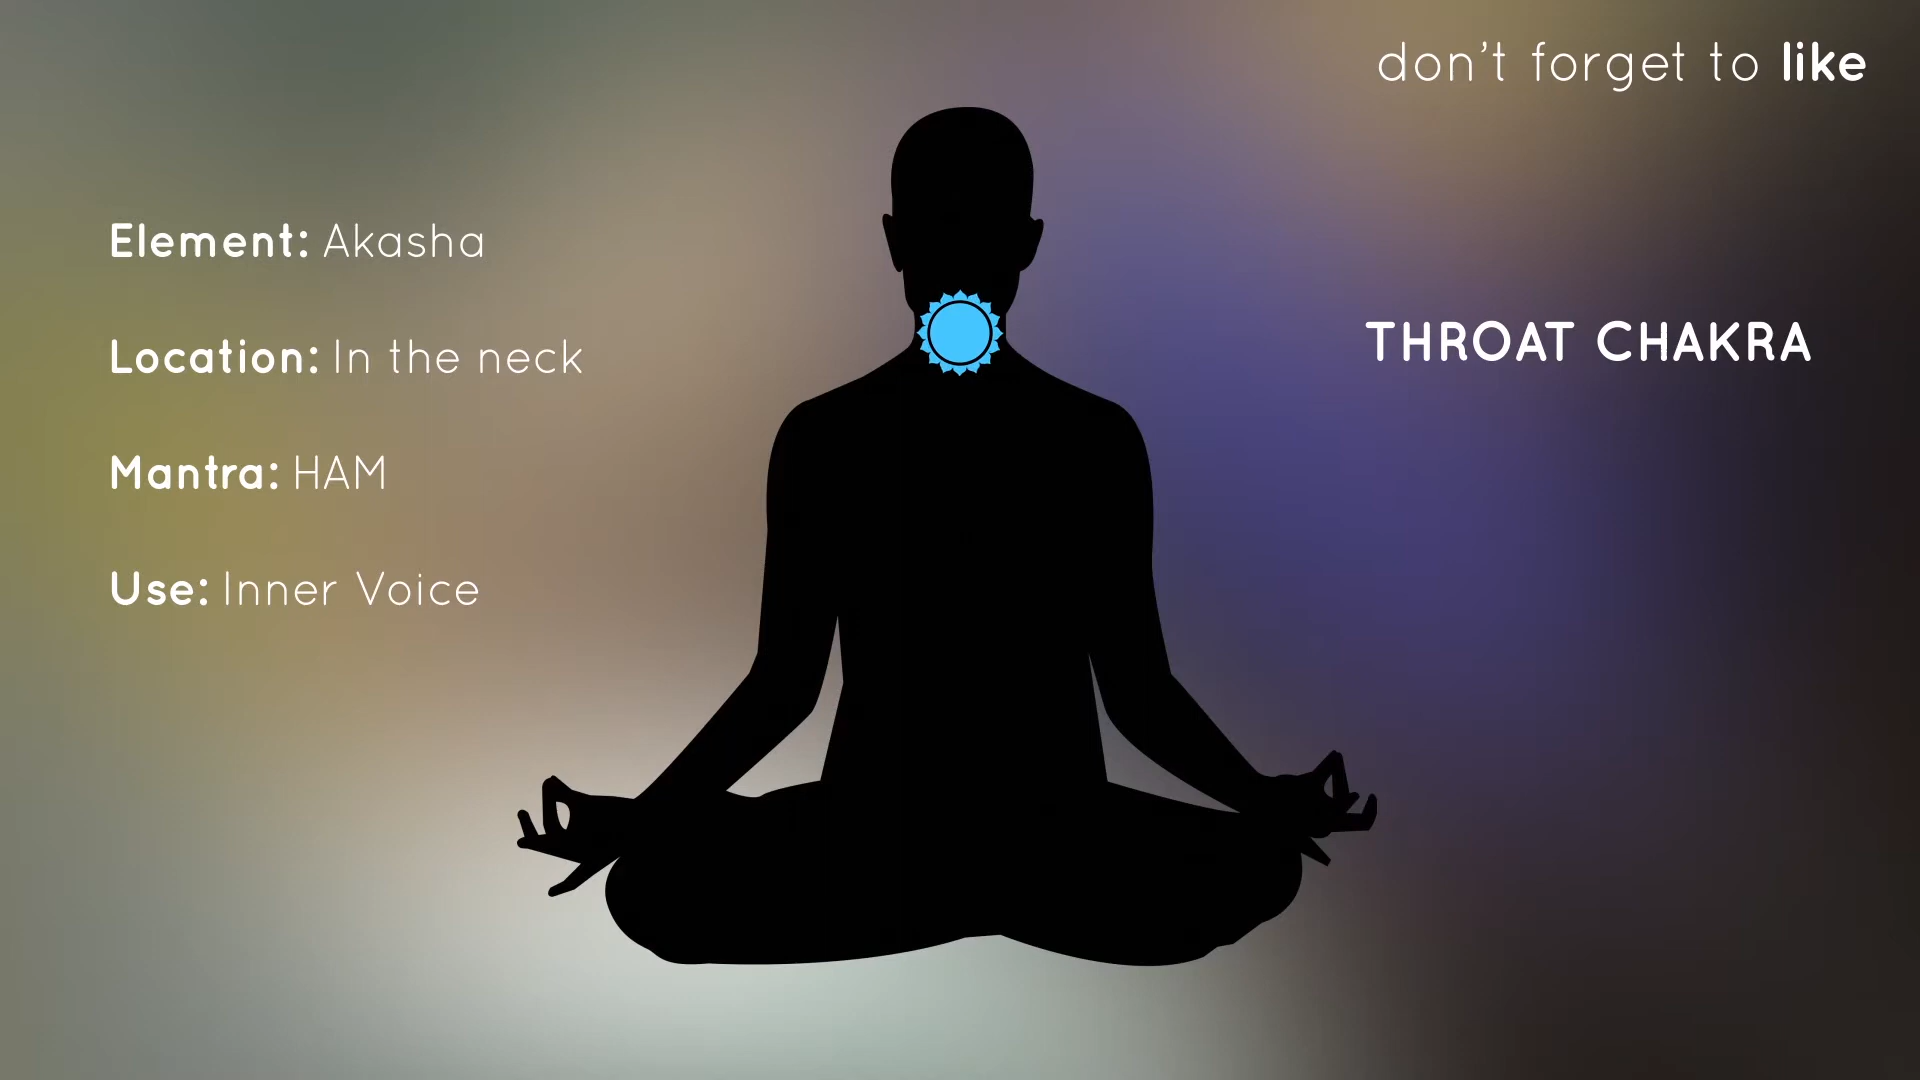 don't forget to like
Element: Akasha
Location: In the neck
Mantra: HAM
Use: Inner Voice
THROAT CHAKRA